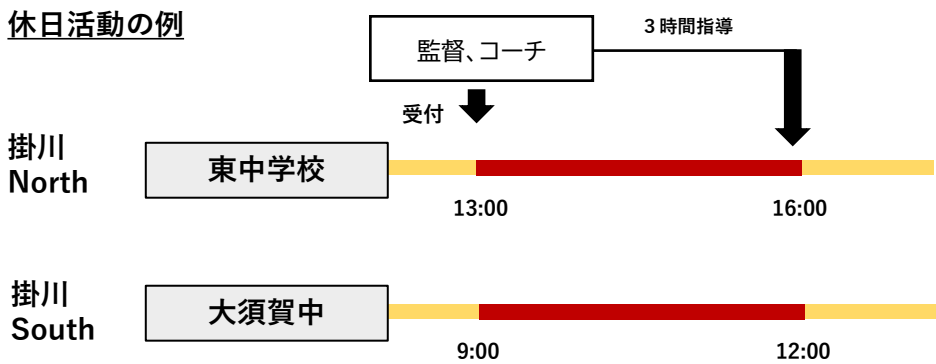 休日活動の例
監督、コーチ
３時間指導
受付
掛川
North
東中学校
13:00
16:00
掛川
South
大須賀中
9:00
12:00